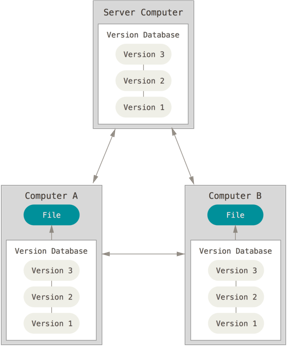 Server Computer
Version Database
Version 3
Version 2
Version 1
Computer A
File
Version Database
Version 3
Version 2
Version 1
Computer B
File
Version Database
Version 3
Version 2
Version 1